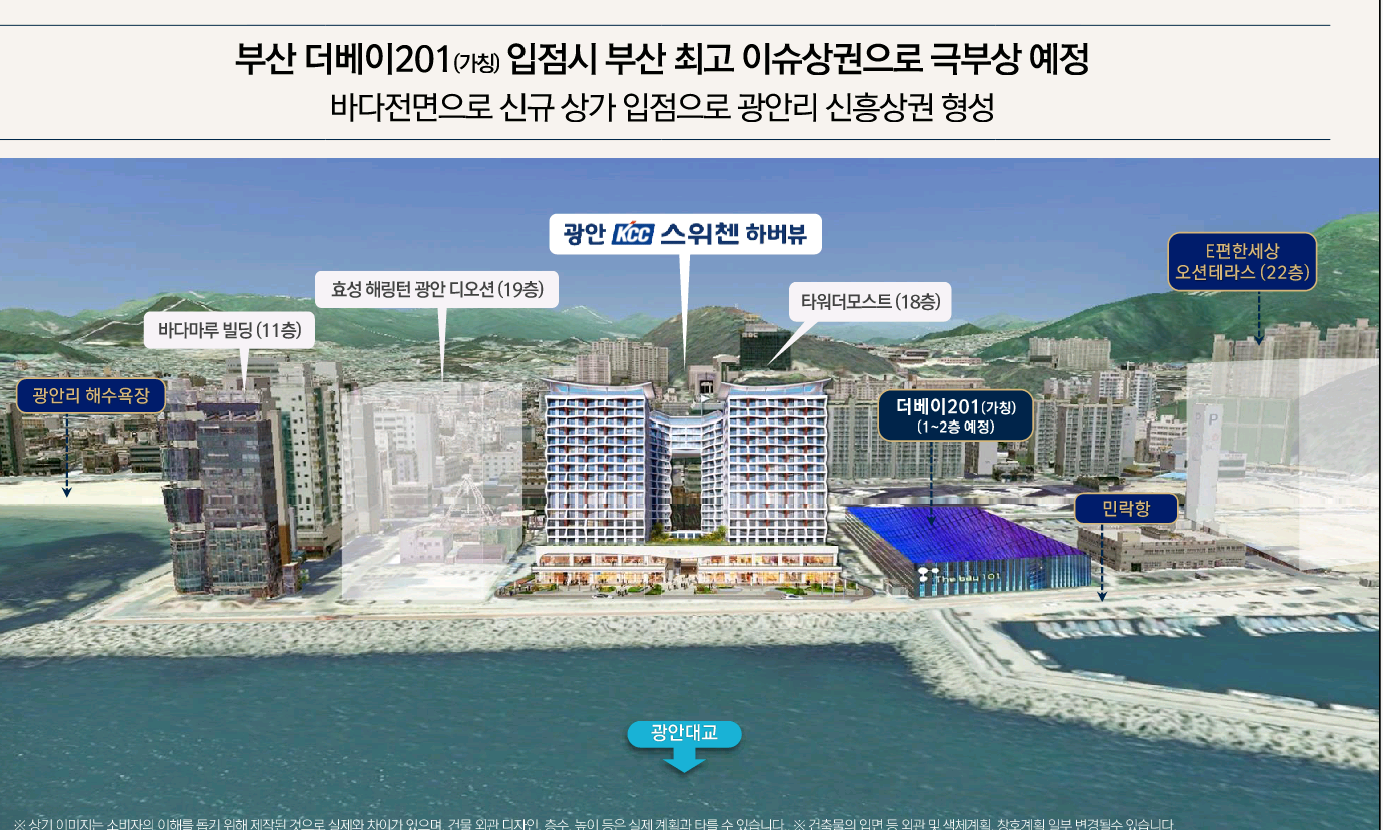 부산 더베이201(가칭) 입점시 부산 최고 이슈상권으로 극부상 예정
바다전면으로 신규 상가 입점으로 광안리 신흥상권 형성
광안 KCC 스위첸 하버뷰
E편한세상
오션테라스 (22층)
효성 해링턴 광안 디오션 (19층)
타워더모스트 (18층)
바다마루 빌딩 (11층)
광안리 해수욕장
더베이201(가칭)
(1~2층 예정)
P
민락항
The bay 101
광안대교
※ 상기 이미지는 소비자의 이해를 돕기 위해 제작된 것으로 실제와 차이가 있으며, 건물 외관 디자인, 층수, 높이 등은 실제 계획과 다를 수 있습니다. ※ 건축물의 입면 등 외관 및 색채계획, 창호계획 일부 변경될수 있습니다